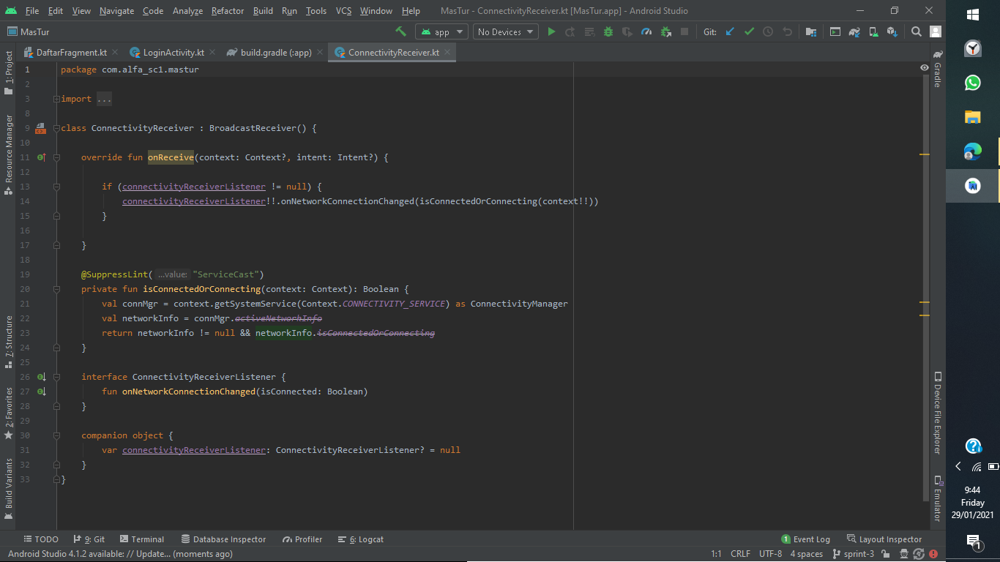 File Edit View Navigate Code Analyze Refactor Build Run Tools VCS Window Help MasTur - ConnectivityReceiver.kt [MasTur.app] - Android Studio
MasTur app No Devices Git:
DaftarFragment.kt LoginActivity.kt build.gradle (:app) ConnectivityReceiver.kt
1: Project
Resource Manager
7: Structure
2: Favorites
Build Variants
1 package com.alfa_sc1.mastur
2
3 import ...
8
9 class ConnectivityReceiver : BroadcastReceiver() {
10
11 override fun onReceive(context: Context?, intent: Intent?) {
12
13 if (connectivityReceiverListener != null) {
14 connectivityReceiverListener!!.onNetworkConnectionChanged(isConnectedOrConnecting(context!!))
15 }
16
17 }
18
19 @SuppressLint( ...value: "ServiceCast")
20 private fun isConnectedOrConnecting(context: Context): Boolean {
21 val connMgr = context.getSystemService(Context.CONNECTIVITY_SERVICE) as ConnectivityManager
22 val networkInfo = connMgr.activeNetworkInfo
23 return networkInfo != null && networkInfo.isConnectedOrConnecting
24 }
25
26 interface ConnectivityReceiverListener {
27 fun onNetworkConnectionChanged(isConnected: Boolean)
28 }
29
30 companion object {
31 var connectivityReceiverListener: ConnectivityReceiverListener? = null
32 }
33 }
Gradle
Device File Explorer
Emulator
TODO 9: Git Terminal Database Inspector Profiler 6: Logcat 1 Event Log Layout Inspector
Android Studio 4.1.2 available: // Update... (moments ago) 1:1 CRLF UTF-8 4 spaces sprint-3
9:44
Friday
29/01/2021
1